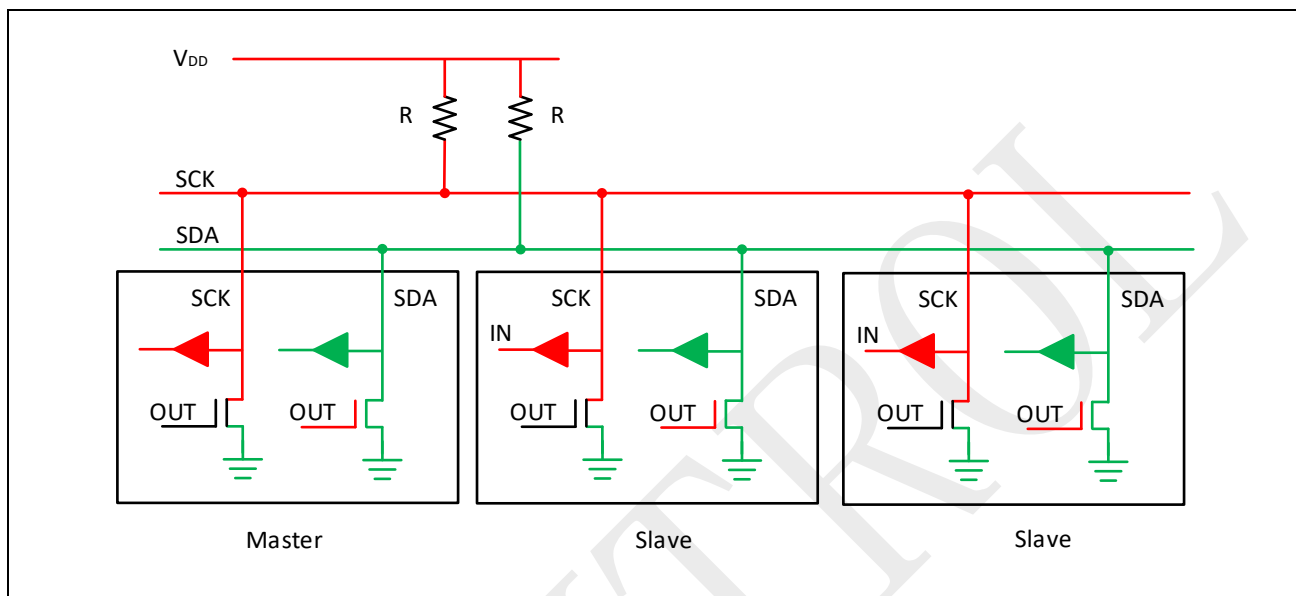 VDD
R R
SCK
SDA
SCK SDA SCK SDA SCK SDA
IN IN
OUT OUT OUT OUT OUT OUT
Master Slave Slave
TROL